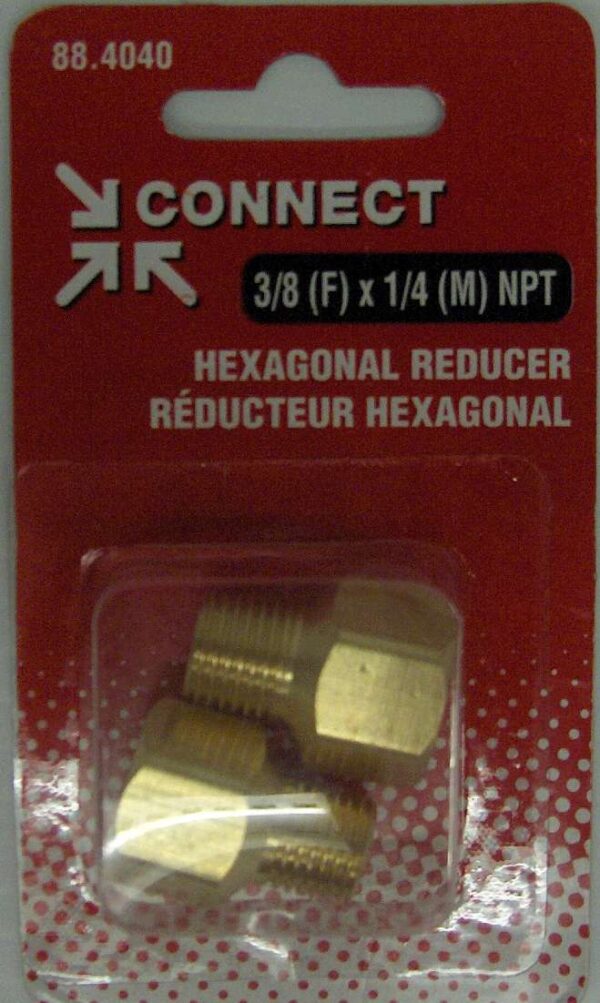 88.4040
CONNECT
3/8 (F) x 1/4 (M) NPT
HEXAGONAL REDUCER
RÉDUCTEUR HEXAGONAL